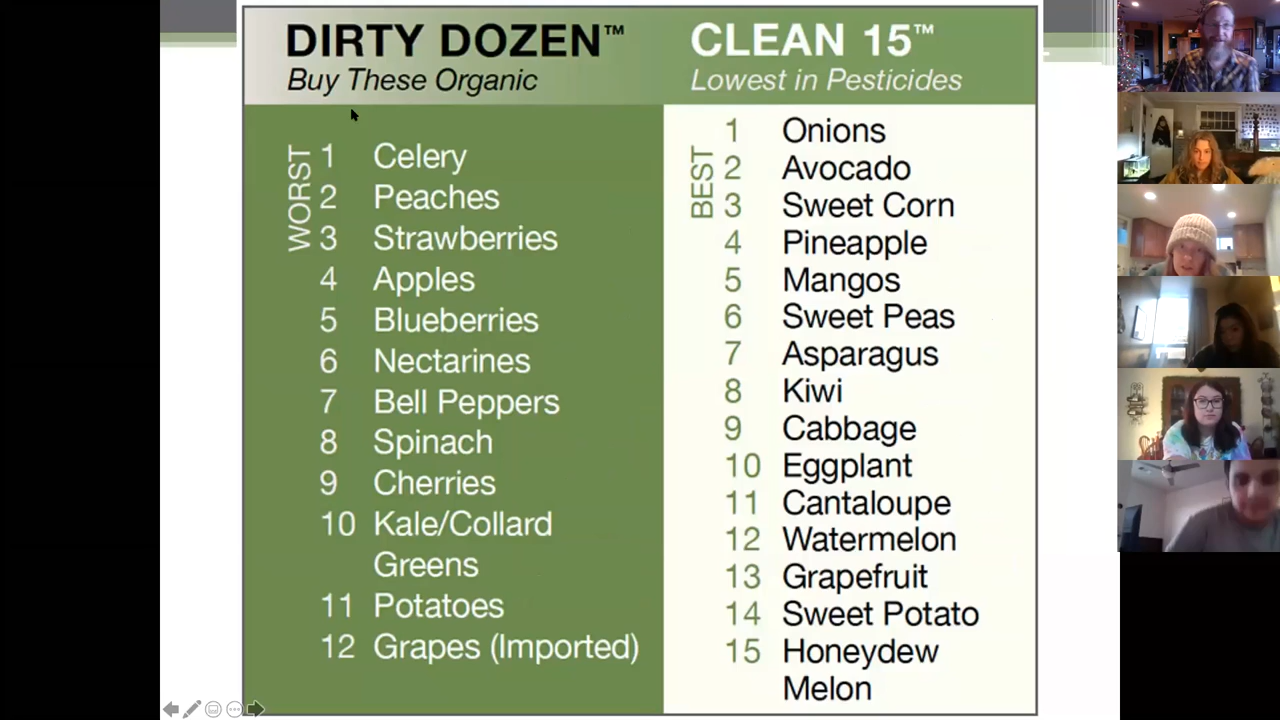 DIRTY DOZEN™
Buy These Organic
WORST
1 Celery
2 Peaches
3 Strawberries
4 Apples
5 Blueberries
6 Nectarines
7 Bell Peppers
8 Spinach
9 Cherries
10 Kale/Collard
Greens
11 Potatoes
12 Grapes (Imported)
CLEAN 15™
Lowest in Pesticides
BEST
1 Onions
2 Avocado
3 Sweet Corn
4 Pineapple
5 Mangos
6 Sweet Peas
7 Asparagus
8 Kiwi
9 Cabbage
10 Eggplant
11 Cantaloupe
12 Watermelon
13 Grapefruit
14 Sweet Potato
15 Honeydew
Melon